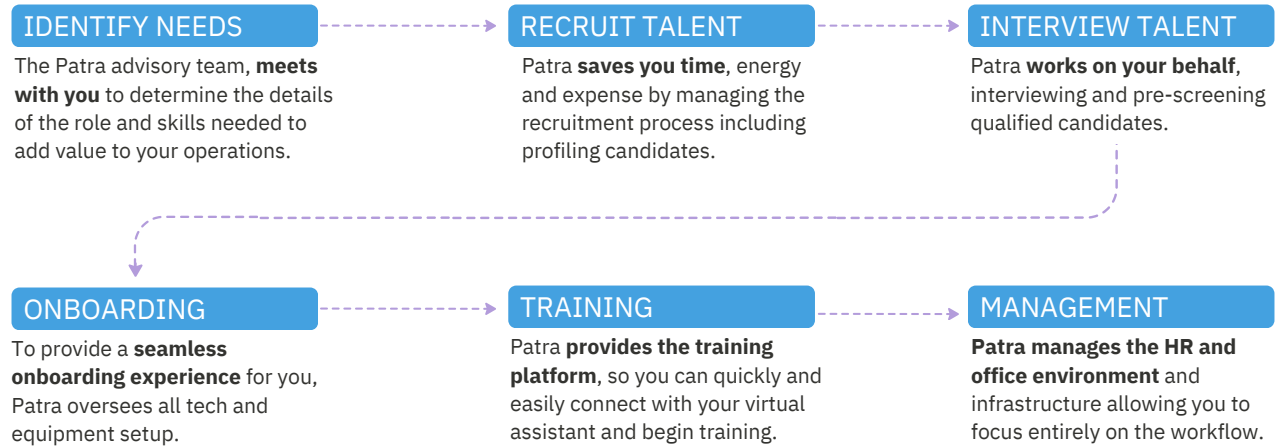 IDENTIFY NEEDS
The Patra advisory team, meets
with you to determine the details
of the role and skills needed to
add value to your operations.
RECRUIT TALENT
Patra saves you time, energy
and expense by managing the
recruitment process including
profiling candidates.
INTERVIEW TALENT
Patra works on your behalf,
interviewing and pre-screening
qualified candidates.
ONBOARDING
To provide a seamless
onboarding experience for you,
Patra oversees all tech and
equipment setup.
TRAINING
Patra provides the training
platform, so you can quickly and
easily connect with your virtual
assistant and begin training.
MANAGEMENT
Patra manages the HR and
office environment and
infrastructure allowing you to
focus entirely on the workflow.